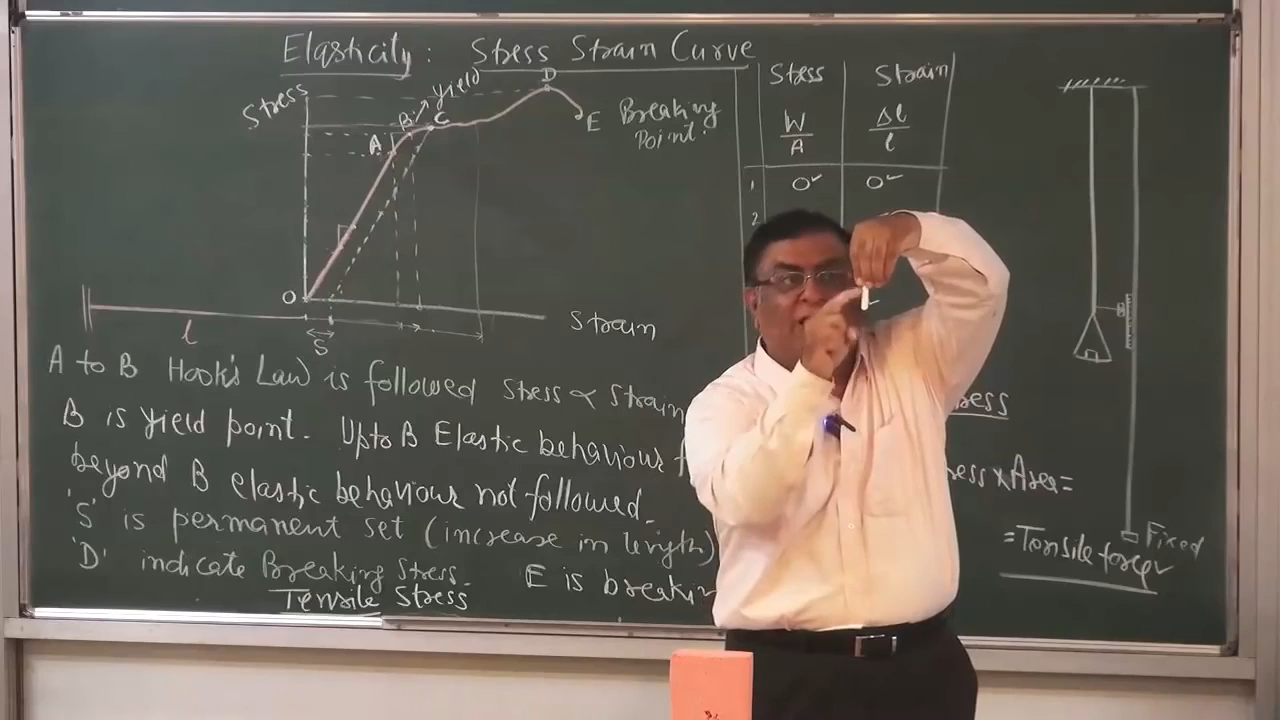 Elasticity: Stress Strain Curve
Stress
O
A
B
yield
C
D
E Breaking Point.
Strain
l
S
Stress Strain
W/A Δl/l
1 0 0
2
A to B Hook's Law is followed Stress ∝ Strain
B is yield point. Upto B Elastic behaviour f
beyond B elastic behaviour not followed.
'S' is permanent set (increase in length)
'D' indicate Breaking Stress. E is breakin
Tensile Stress
ess
ess x Area =
= Tensile force
Fixed